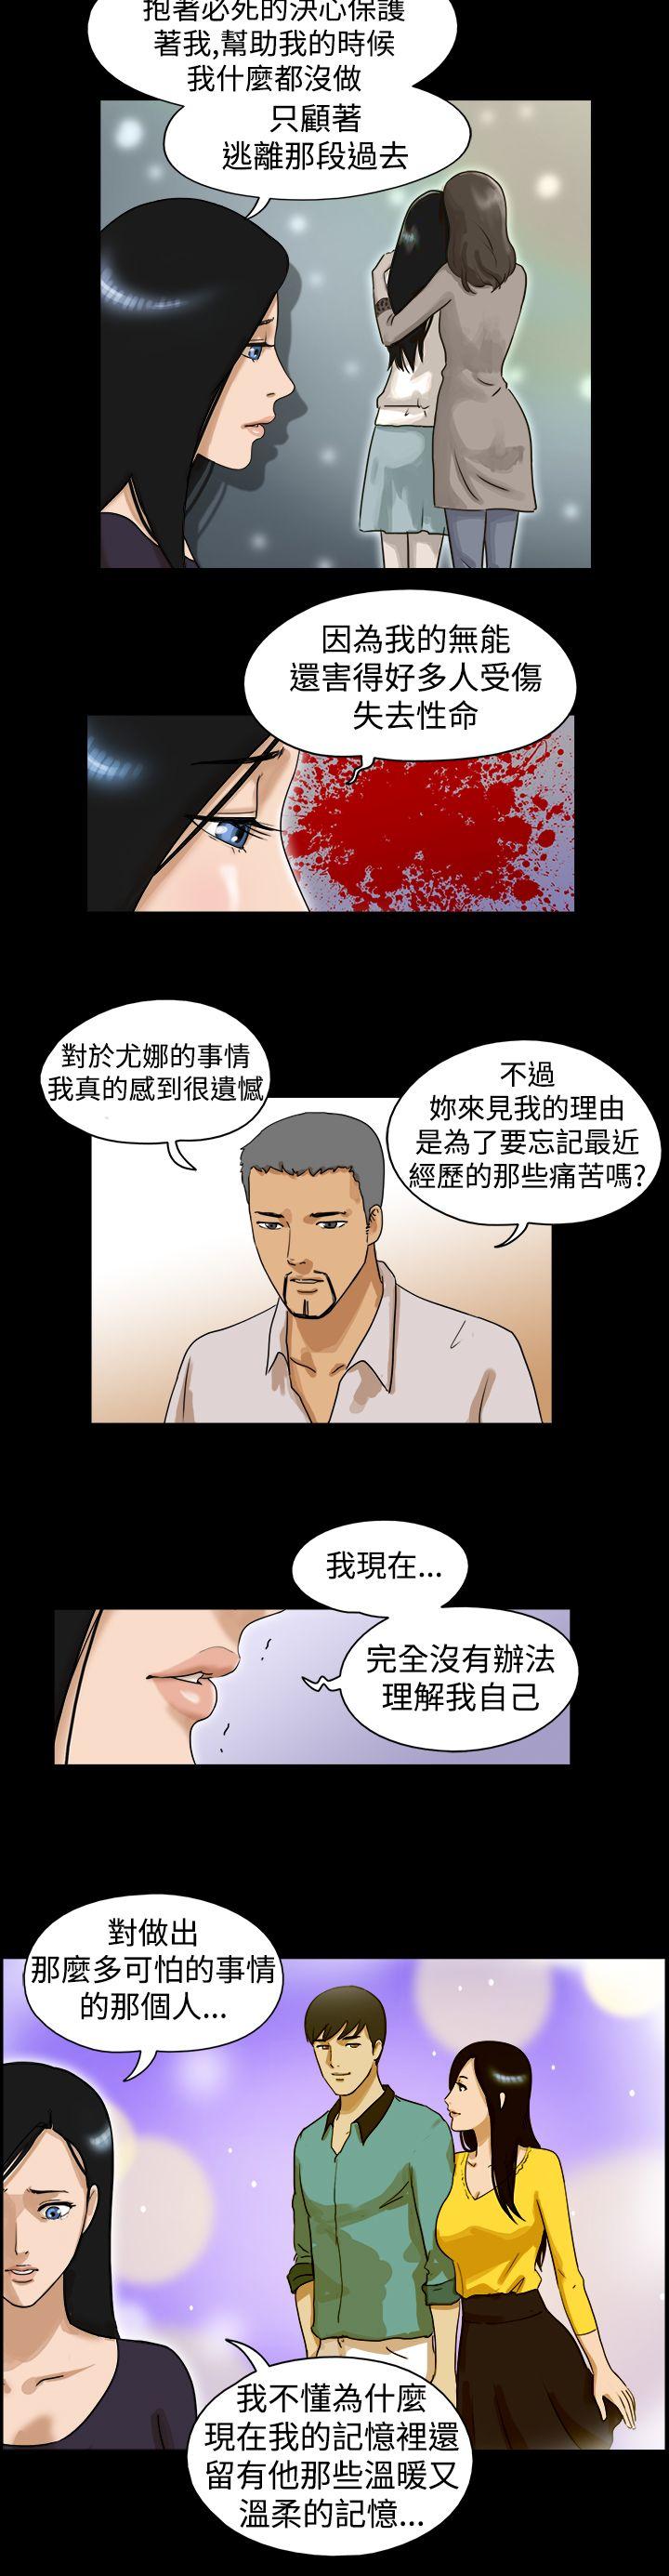 抱著必死的決心保護
著我,幫助我的時候
我什麼都沒做
只顧著
逃離那段過去
因為我的無能
還害得好多人受傷
失去性命
對於尤娜的事情
我真的感到很遺憾
不過
妳來見我的理由
是為了要忘記最近
經歷的那些痛苦嗎?
我現在...
完全沒有辦法
理解我自己
對做出
那麼多可怕的事情
的那個人...
我不懂為什麼
現在我的記憶裡還
留有他那些溫暖又
溫柔的記憶...